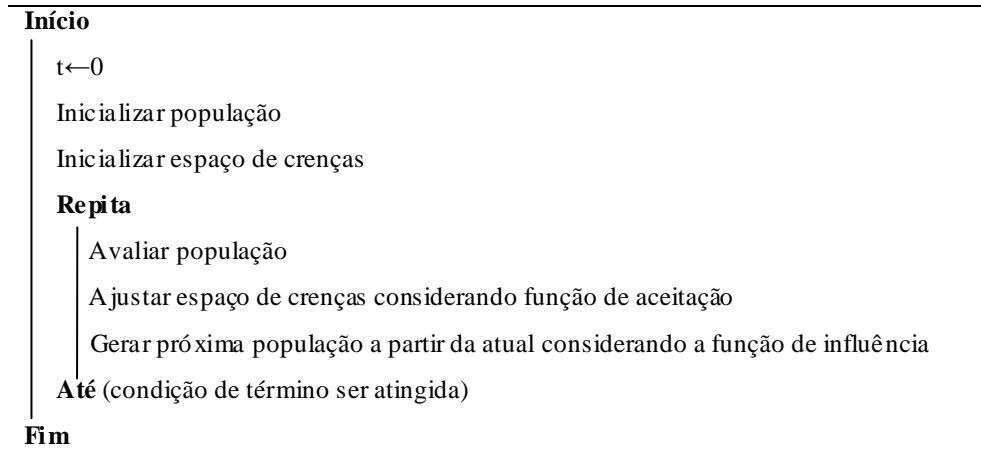 Início
t←0
Inicializar população
Inicializar espaço de crenças
Repita
Avaliar população
Ajustar espaço de crenças considerando função de aceitação
Gerar próxima população a partir da atual considerando a função de influência
Até (condição de término ser atingida)
Fim